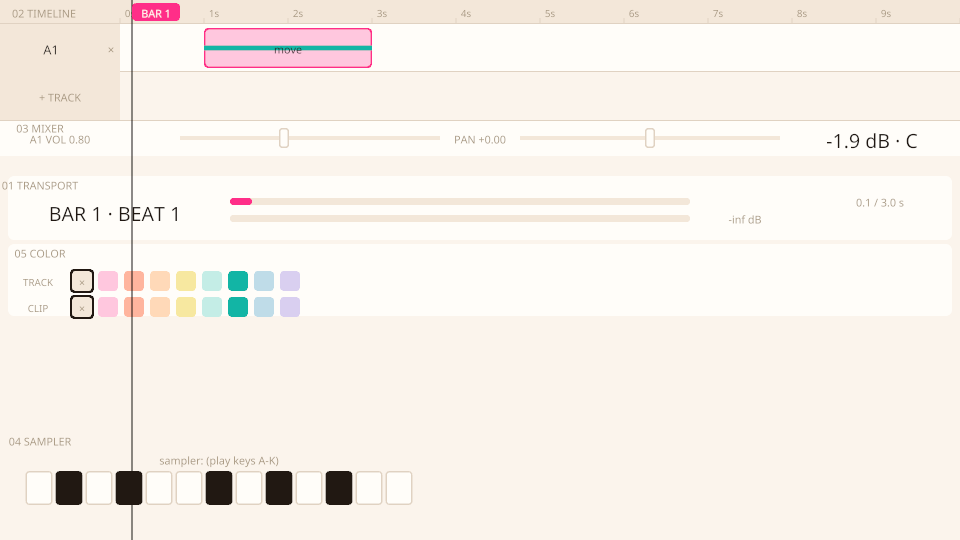 02 TIMELINE 0 BAR 1 1s 2s 3s 4s 5s 6s 7s 8s 9s
A1 × move
+ TRACK
03 MIXER
A1 VOL 0.80 PAN +0.00 -1.9 dB · C
01 TRANSPORT
BAR 1 · BEAT 1 0.1 / 3.0 s
-inf dB
05 COLOR
TRACK ×
CLIP ×
04 SAMPLER
sampler: (play keys A-K)